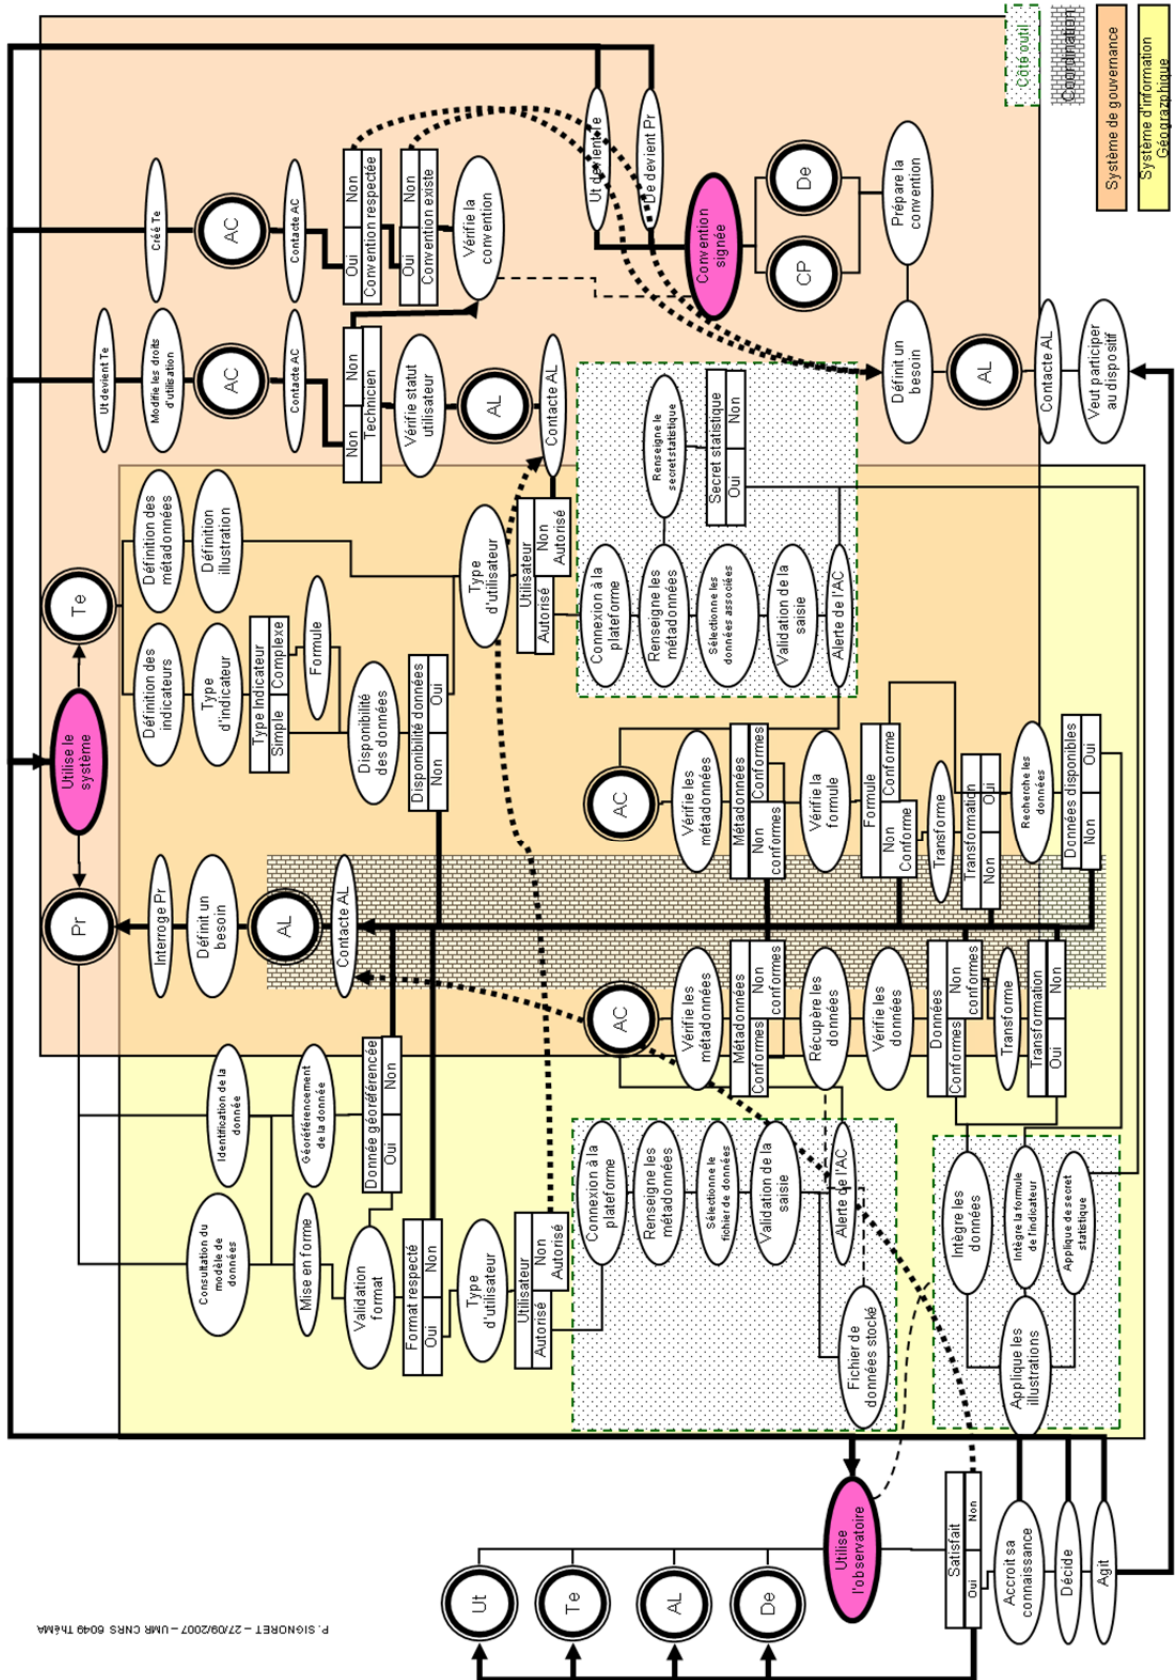 Côté outil
Coordination
Système de gouvernance
Système d'information
Géograzphique
Créé Te
AC
Contacte AC
Oui
Non
Convention respectée
Oui
Non
Convention existe
Vérifie la
convention
Ut devient Te
De devient Pr
Convention
signée
CP
De
Prépare la
convention
Définit un
besoin
AL
Contacte AL
Veut participer
au dispositif
Ut devient Te
Modifie les droits
d'utilisation
AC
Contacte AC
Non
Non
Technicien
Vérifie statut
utilisateur
AL
Contacte AL
Utilise le
système
Te
Définition des
métadonnées
Définition
illustration
Définition des
indicateurs
Type
d'indicateur
Type Indicateur
Simple
Complexe
Formule
Disponibilité
des données
Disponibilité données
Non
Oui
Type
d'utilisateur
Utilisateur
Autorisé
Non
Autorisé
Connexion à la
plateforme
Renseigne les
métadonnées
Renseigne le
secret statistique
Secret statistique
Oui
Non
Sélectionne les
données associées
Validation de la
saisie
Alerte de l'AC
AC
Vérifie les
métadonnées
Métadonnées
Non
conformes
Conformes
Vérifie la
formule
Formule
Non
Conforme
Conforme
Transforme
Transformation
Non
Oui
Recherche les
données
Données disponibles
Non
Oui
Pr
Interroge Pr
Définit un
besoin
AL
Contacte AL
AC
Vérifie les
métadonnées
Métadonnées
Conformes
Non
conformes
Récupère les
données
Vérifie les
données
Données
Conformes
Non
conformes
Transforme
Transformation
Oui
Non
Identification de la
donnée
Géoréférencement
de la donnée
Donnée géoréférencée
Oui
Non
Consultation du
modèle de
données
Mise en forme
Validation
format
Format respecté
Oui
Non
Type
d'utilisateur
Utilisateur
Autorisé
Non
Autorisé
Connexion à la
plateforme
Renseigne les
métadonnées
Sélectionne le
fichier de données
Validation de la
saisie
Alerte de l'AC
Fichier de
données stocké
Intègre les
données
Intègre la formule
de l'indicateur
Applique de secret
statistique
Applique les
illustrations
Utilise
l'observatoire
Ut
Te
AL
De
Satisfait
Oui
Non
Accroit sa
connaissance
Décide
Agit
P. SIGNORET – 27/09/2007 – UMR CNRS 6049 ThéMA